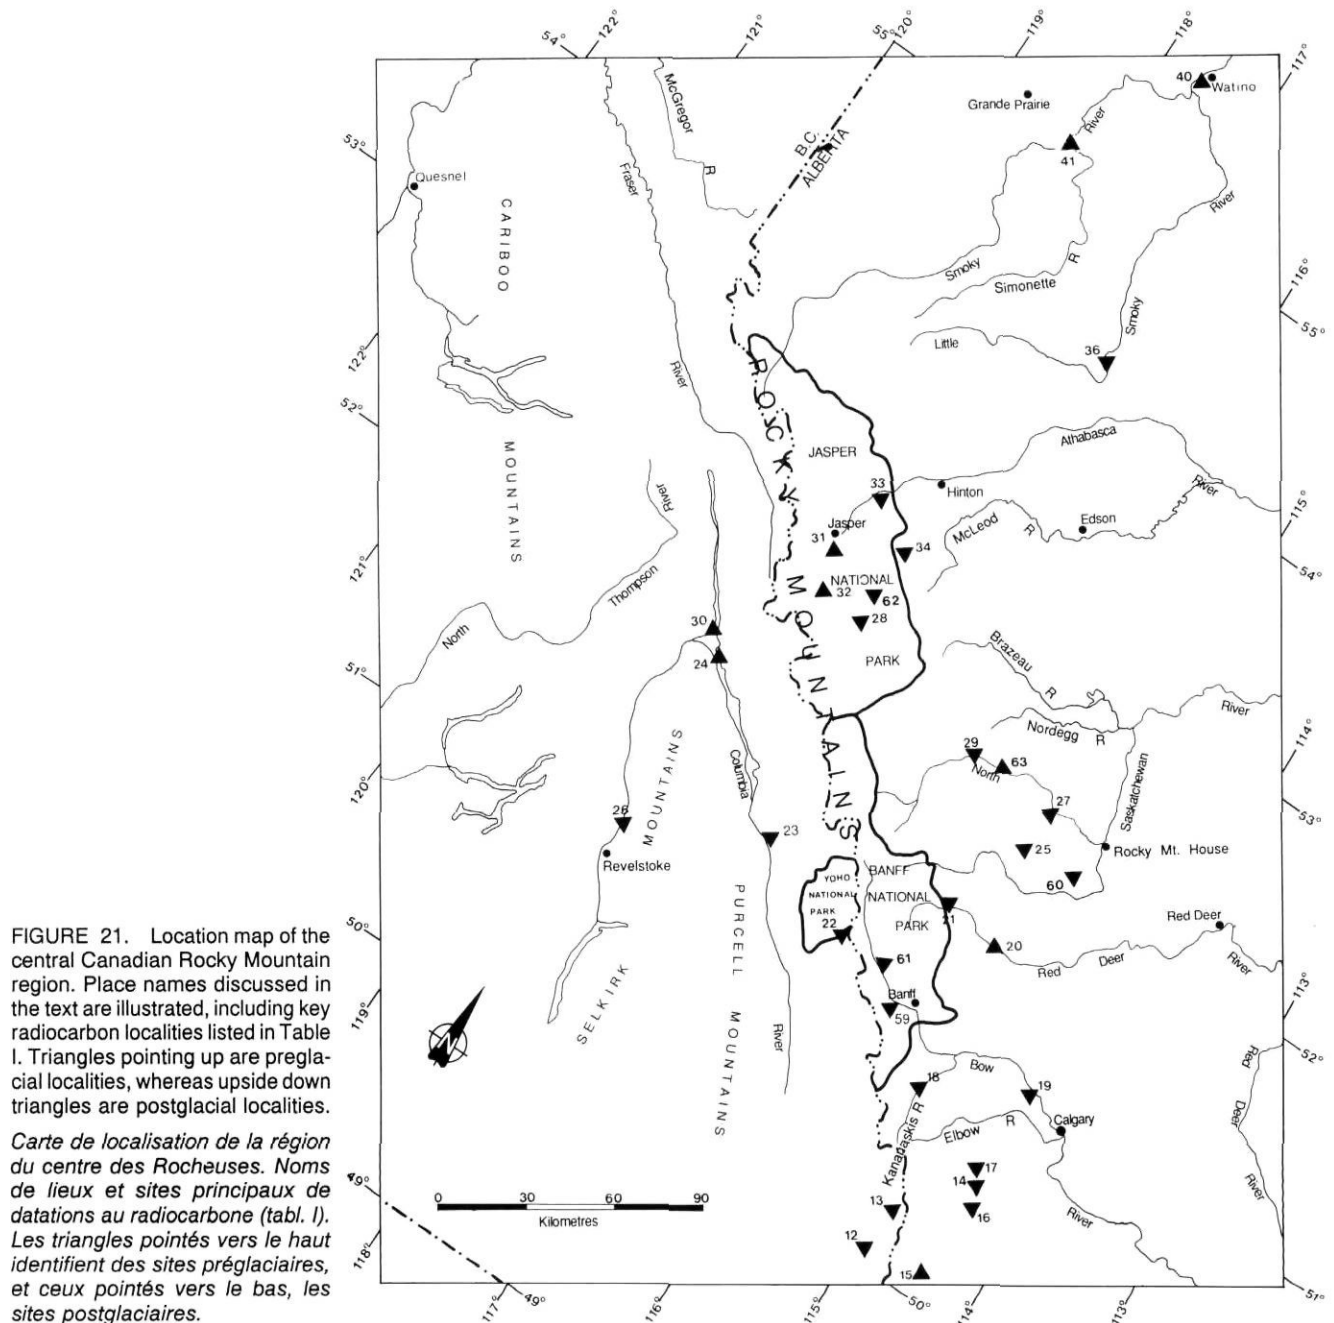 122°
121°
55°
120°
119°
118°
117°
54°
53°
Quesnel
CARIBOO
MOUNTAINS
Fraser
River
McGregor
R
B.C.
ALBERTA
Grande Prairie
40
Watino
River
41
Smoky
Simonette
R
River
Smoky
Little
36
116°
55°
122°
52°
ROCKY MOUNTAINS
JASPER
NATIONAL
PARK
33
Hinton
Athabasca
River
Jasper
31
34
McLeod
R
Edson
115°
54°
32
62
28
121°
51°
North
Thompson
River
30
24
Brazeau
R
Nordegg
R
River
114°
29
North
63
27
Saskatchewan
53°
25
Rocky Mt. House
60
120°
28
Revelstoke
MOUNTAINS
SELKIRK
Columbia
23
River
PURCELL
MOUNTAINS
YOHO
NATIONAL
PARK
22
BANFF
NATIONAL
PARK
21
20
Red Deer
Red
Deer
River
61
Banff
59
50°
119°
N
113°
52°
Red
Deer
River
Bow
18
19
Calgary
Kananaskis R
Elbow
R
17
14
16
River
13
12
15
49°
118°
0 30 60 90
Kilometres
117°
49°
116°
115°
50°
114°
113°
51°
FIGURE 21. Location map of the
central Canadian Rocky Mountain
region. Place names discussed in
the text are illustrated, including key
radiocarbon localities listed in Table
I. Triangles pointing up are pregla-
cial localities, whereas upside down
triangles are postglacial localities.
Carte de localisation de la région
du centre des Rocheuses. Noms
de lieux et sites principaux de
datations au radiocarbone (tabl. I).
Les triangles pointés vers le haut
identifient des sites préglaciaires,
et ceux pointés vers le bas, les
sites postglaciaires.